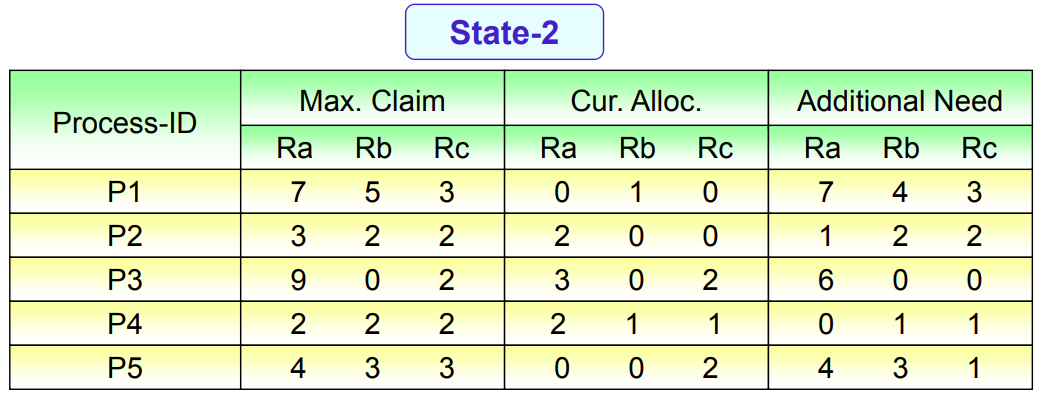 State-2
Process-ID Max. Claim Cur. Alloc. Additional Need
Ra Rb Rc Ra Rb Rc Ra Rb Rc
P1 7 5 3 0 1 0 7 4 3
P2 3 2 2 2 0 0 1 2 2
P3 9 0 2 3 0 2 6 0 0
P4 2 2 2 2 1 1 0 1 1
P5 4 3 3 0 0 2 4 3 1